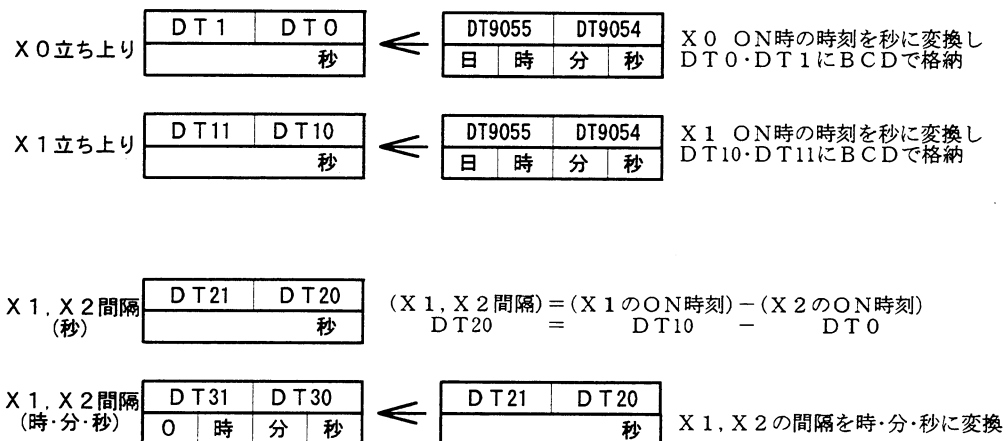 X0立ち上り
DT1 DT0
秒
DT9055 DT9054
日 時 分 秒
X0 ON時の時刻を秒に変換し
DT0・DT1にBCDで格納
X1立ち上り
DT11 DT10
秒
DT9055 DT9054
日 時 分 秒
X1 ON時の時刻を秒に変換し
DT10・DT11にBCDで格納
X1,X2間隔
(秒)
DT21 DT20
秒
(X1,X2間隔)=(X1のON時刻)-(X2のON時刻)
DT20 = DT10 - DT0
X1,X2間隔
(時・分・秒)
DT31 DT30
0 時 分 秒
DT21 DT20
秒
X1,X2の間隔を時・分・秒に変換